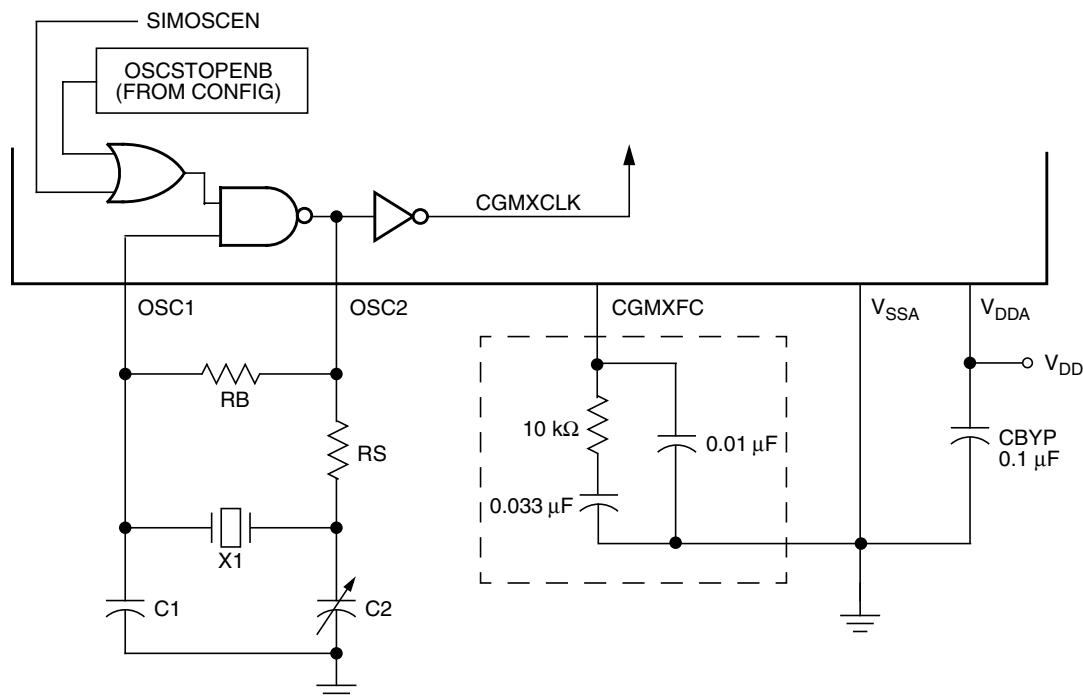 SIMOSCEN
OSCSTOPENB
(FROM CONFIG)
CGMXCLK
OSC1
OSC2
CGMXFC
VSSA
VDDA
VDD
RB
10 kΩ
0.01 μF
CBYP
0.1 μF
RS
0.033 μF
X1
C1
C2